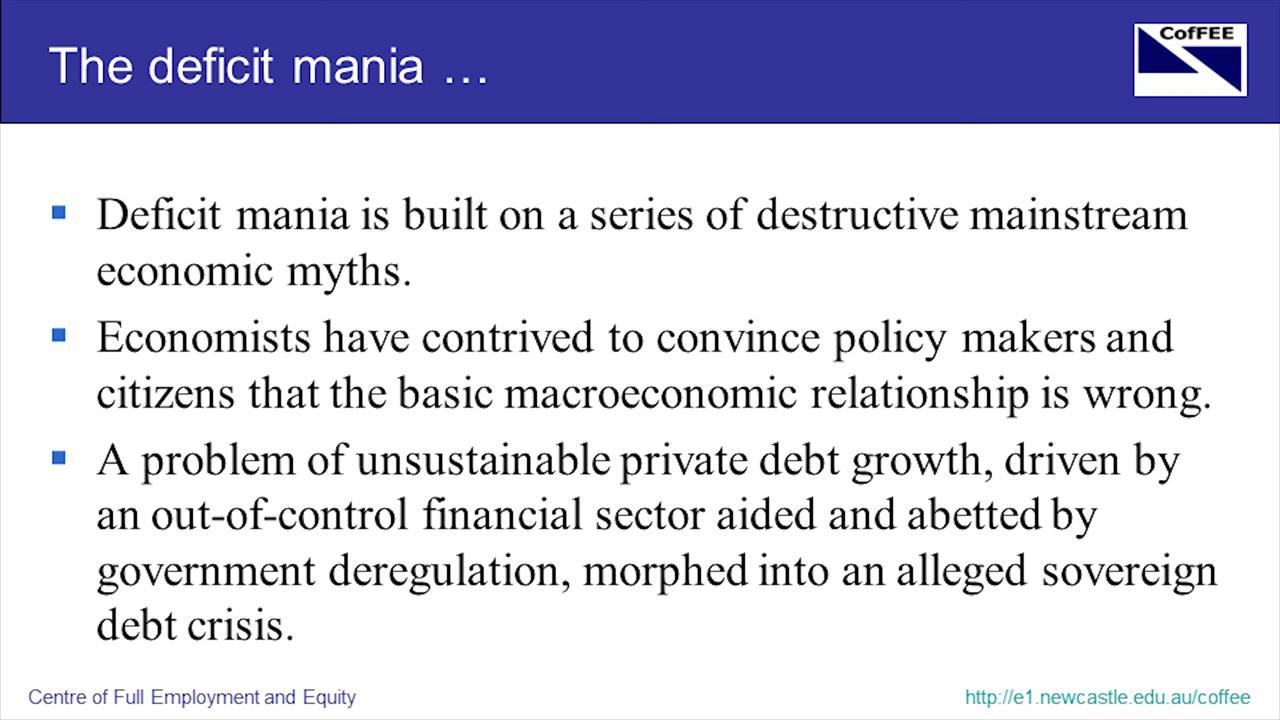 The deficit mania ...
CofFEE
Deficit mania is built on a series of destructive mainstream
economic myths.
Economists have contrived to convince policy makers and
citizens that the basic macroeconomic relationship is wrong.
A problem of unsustainable private debt growth, driven by
an out-of-control financial sector aided and abetted by
government deregulation, morphed into an alleged sovereign
debt crisis.
Centre of Full Employment and Equity
http://e1.newcastle.edu.au/coffee